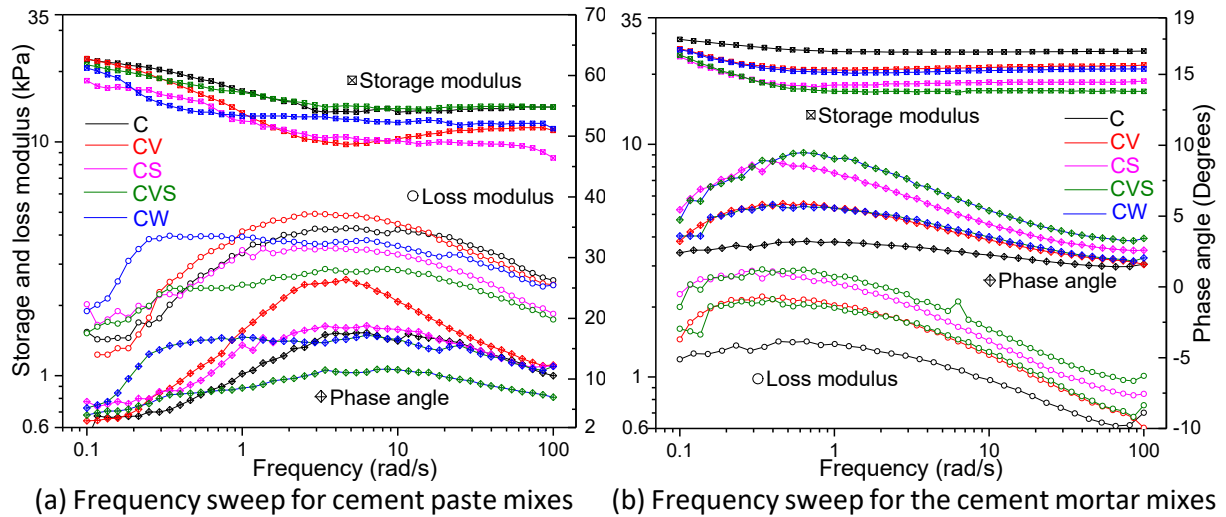 35
10
1
0.6
Storage and loss modulus (kPa)
70
60
50
40
30
20
10
2
Storage modulus
C
CV
CS
CVS
CW
Loss modulus
Phase angle
0.1
1
10
100
Frequency (rad/s)
(a) Frequency sweep for cement paste mixes
35
10
1
0.6
19
15
10
5
0
-5
-10
Phase angle (Degrees)
Storage modulus
C
CV
CS
CVS
CW
Phase angle
Loss modulus
0.1
1
10
100
Frequency (rad/s)
(b) Frequency sweep for the cement mortar mixes